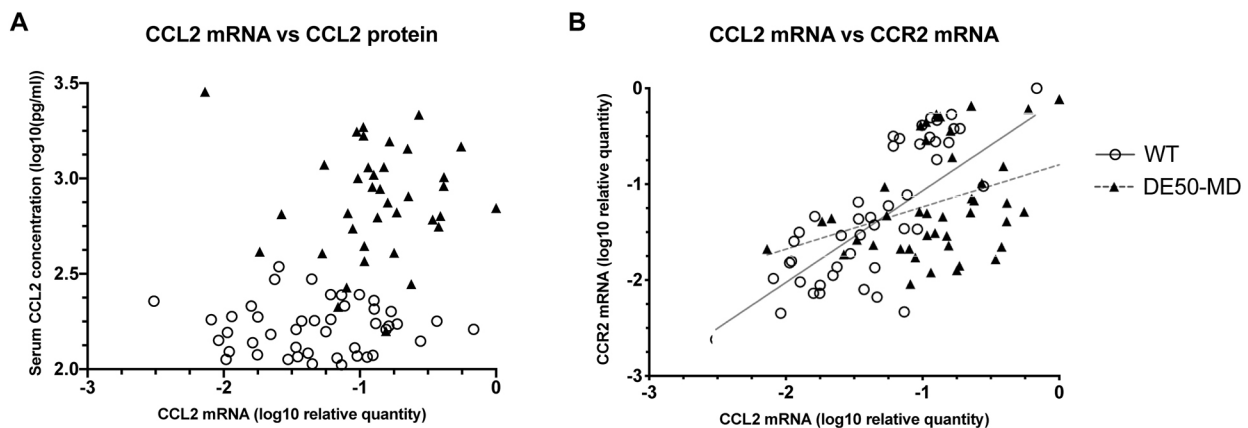 A
CCL2 mRNA vs CCL2 protein
Serum CCL2 concentration (log10(pg/ml))
3.5
3.0
2.5
2.0
-3
-2
-1
0
CCL2 mRNA (log10 relative quantity)
B
CCL2 mRNA vs CCR2 mRNA
CCR2 mRNA (log10 relative quantity)
0
-1
-2
-3
-3
-2
-1
0
CCL2 mRNA (log10 relative quantity)
WT
DE50-MD